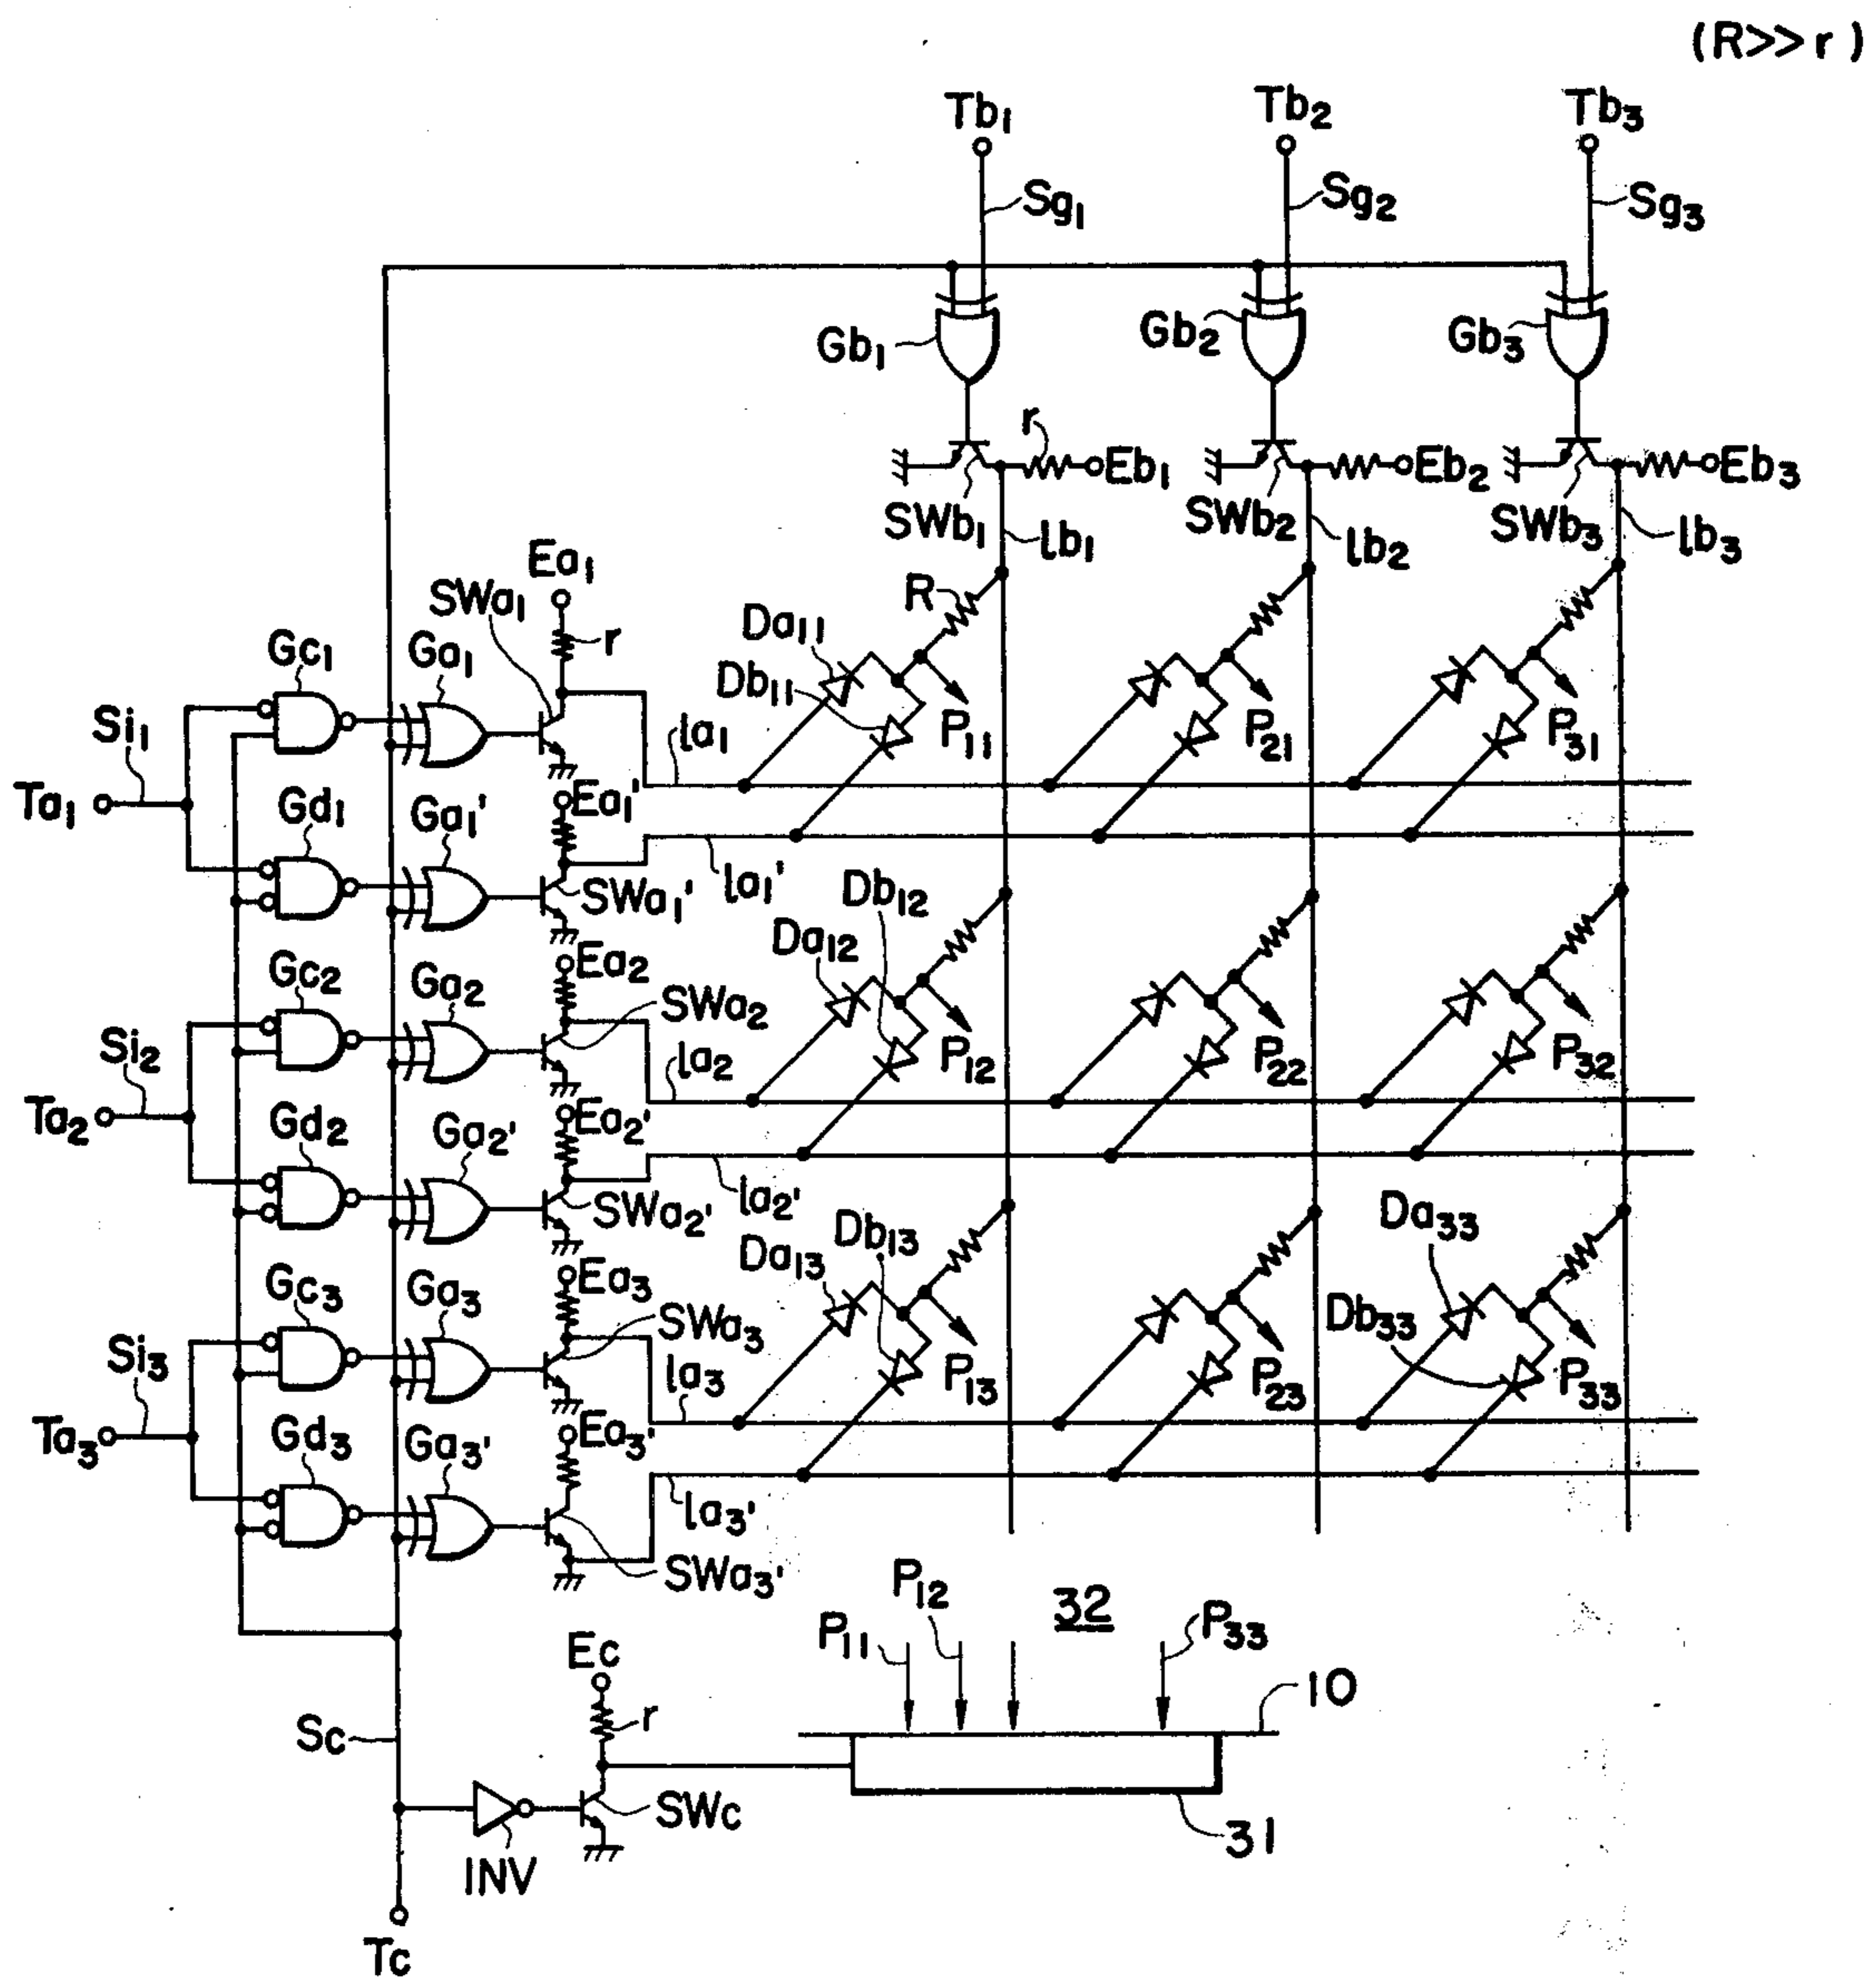 (R>>r)
Tb1 Tb2 Tb3
Sg1 Sg2 Sg3
Gb1 Gb2 Gb3
r Eb1 Eb2 Eb3
SWb1 SWb2 SWb3
lb1 lb2 lb3
Ea1
SWa1 R
Da11
Gc1 Ga1 r
Db11
Si1 la1 P11 P21 P31
Ta1 Gd1 Ga1' Ea1'
SWa1' la1' Db12
Da12
Gc2 Ga2 Ea2
SWa2
Si2 la2 P12 P22 P32
Ta2 Gd2 Ga2' Ea2'
SWa2' la2' Db13 Da33
Da13
Gc3 Ga3 Ea3
SWa3 Db33
Si3 la3 P13 P23 P33
Ta3 Gd3 Ga3' Ea3'
la3'
SWa3'
P12 32
P11 P33
Ec
r 10
Sc
SWc
31
INV
Tc